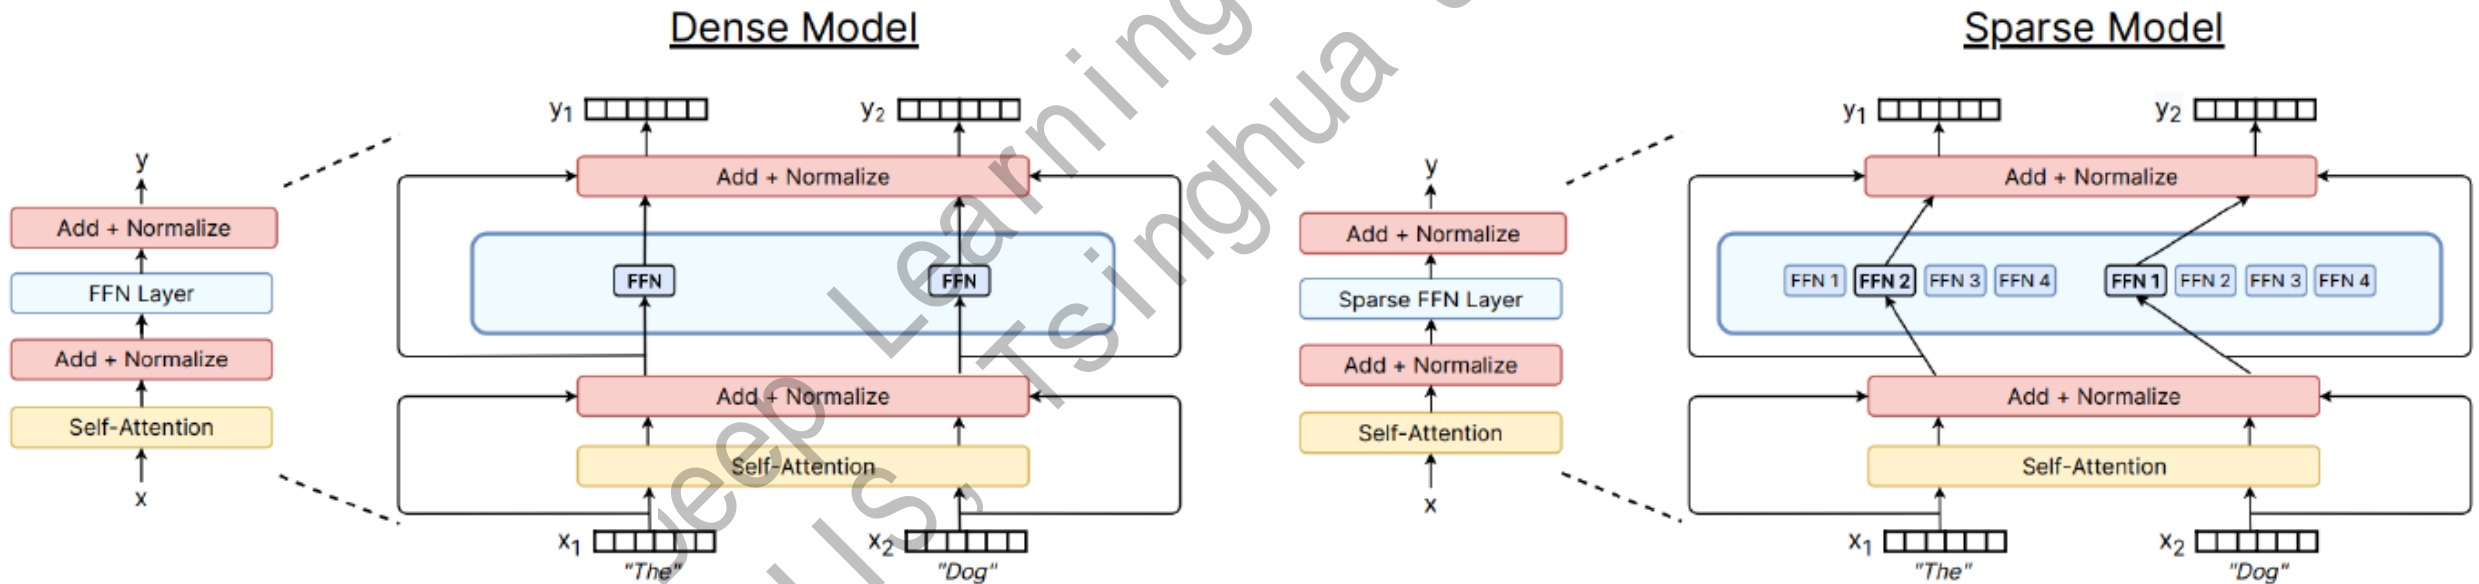 Dense Model
y
Add + Normalize
FFN Layer
Add + Normalize
Self-Attention
x
y1
y2
Add + Normalize
FFN
FFN
Add + Normalize
Self-Attention
x1
x2
"The"
"Dog"
Sparse Model
y
Add + Normalize
Sparse FFN Layer
Add + Normalize
Self-Attention
x
y1
y2
Add + Normalize
FFN 1
FFN 2
FFN 3
FFN 4
FFN 1
FFN 2
FFN 3
FFN 4
Add + Normalize
Self-Attention
x1
x2
"The"
"Dog"
Learning
Tsinghua